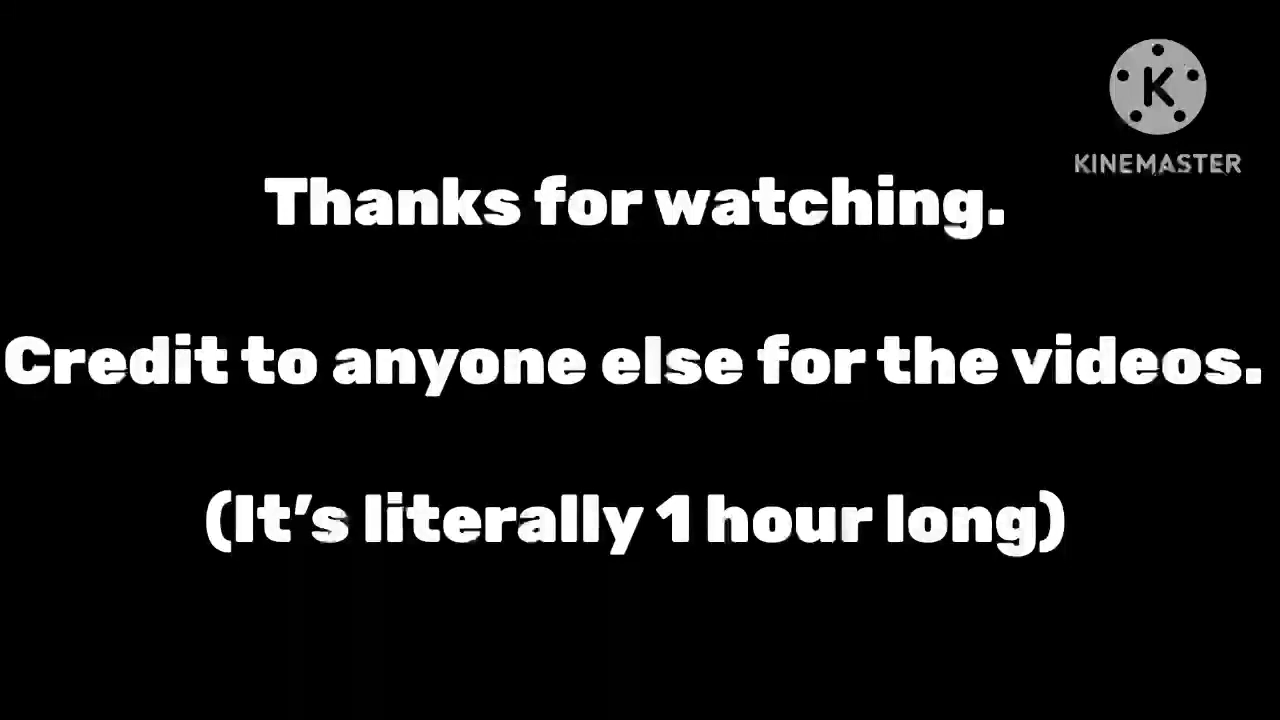 K
KINEMASTER
Thanks for watching.
Credit to anyone else for the videos.
(It’s literally 1 hour long)